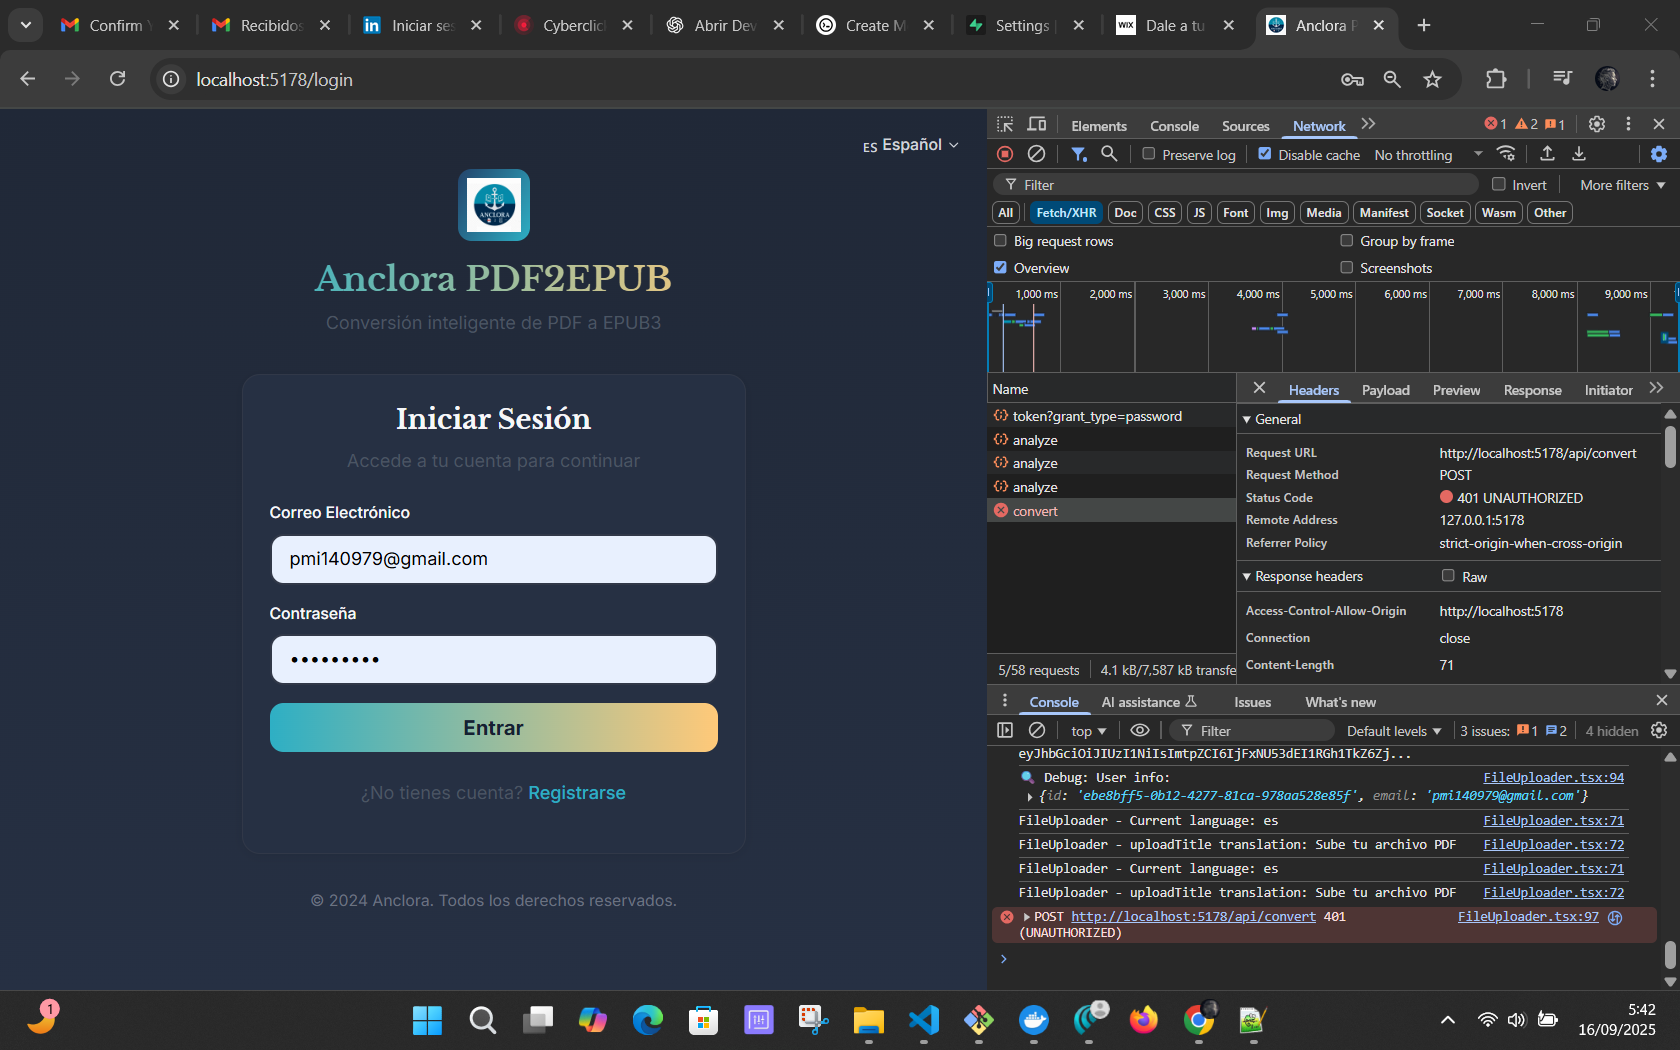 Confirm Y
Recibidos
Iniciar ses
Cyberclic
Abrir Dev
Create M
Settings
WIX
Dale a tu
Anclora P
localhost:5178/login
ES Español
ANCLORA
Anclora PDF2EPUB
Conversión inteligente de PDF a EPUB3
Iniciar Sesión
Accede a tu cuenta para continuar
Correo Electrónico
pmi140979@gmail.com
Contraseña
•••••••••
Entrar
¿No tienes cuenta? Registrarse
© 2024 Anclora. Todos los derechos reservados.
Elements Console Sources Network 1 2 1
Preserve log Disable cache No throttling
Filter Invert More filters
All Fetch/XHR Doc CSS JS Font Img Media Manifest Socket Wasm Other
Big request rows Group by frame
Overview Screenshots
1,000 ms 2,000 ms 3,000 ms 4,000 ms 5,000 ms 6,000 ms 7,000 ms 8,000 ms 9,000 ms
Name
token?grant_type=password
analyze
analyze
analyze
convert
5/58 requests 4.1 kB/7,587 kB transfe
Headers Payload Preview Response Initiator
General
Request URL http://localhost:5178/api/convert
Request Method POST
Status Code 401 UNAUTHORIZED
Remote Address 127.0.0.1:5178
Referrer Policy strict-origin-when-cross-origin
Response headers Raw
Access-Control-Allow-Origin http://localhost:5178
Connection close
Content-Length 71
Console AI assistance Issues What's new
top Filter Default levels 3 issues: 1 2 4 hidden
Debug: User info: FileUploader.tsx:94
{id: 'ebe8bff5-0b12-4277-81ca-978aa528e85f', email: 'pmi140979@gmail.com'}
FileUploader - Current language: es FileUploader.tsx:71
FileUploader - uploadTitle translation: Sube tu archivo PDF FileUploader.tsx:72
FileUploader - Current language: es FileUploader.tsx:71
FileUploader - uploadTitle translation: Sube tu archivo PDF FileUploader.tsx:72
POST http://localhost:5178/api/convert 401 FileUploader.tsx:97
(UNAUTHORIZED)
1
5:42
16/09/2025